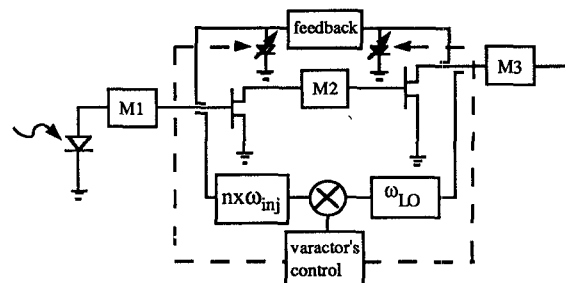 feedback
M1
M2
M3
nxω_inj
ω_LO
varactor's
control